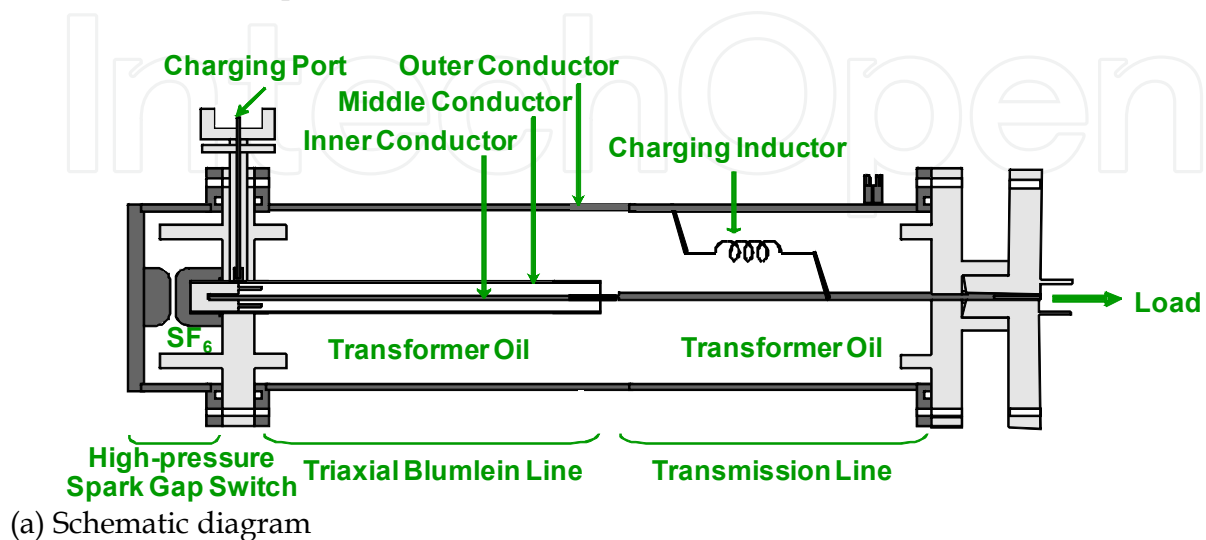 IntechOpen
Charging Port
Outer Conductor
Middle Conductor
Inner Conductor
Charging Inductor
SF6
Transformer Oil
Transformer Oil
Load
High-pressure
Spark Gap Switch
Triaxial Blumlein Line
Transmission Line
(a) Schematic diagram